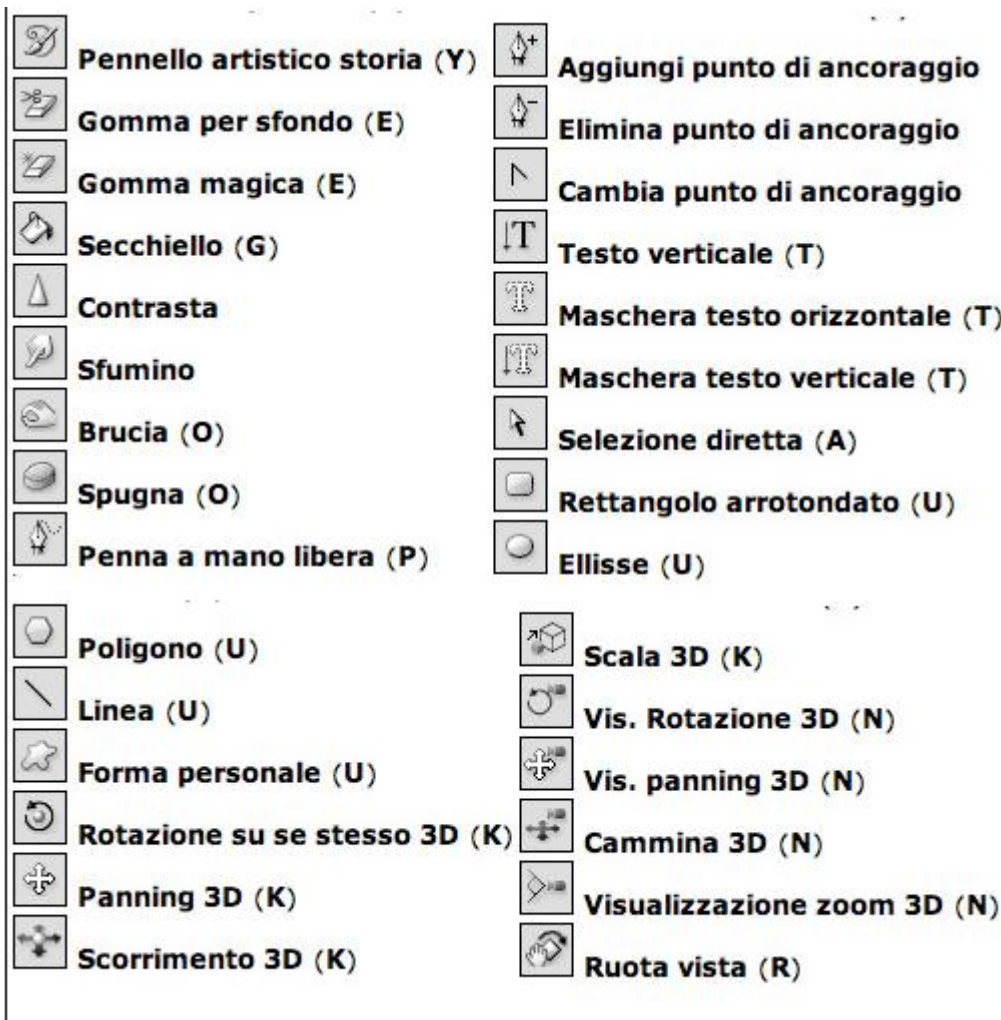 Pennello artistico storia (Y)
Gomma per sfondo (E)
Gomma magica (E)
Secchiello (G)
Contrasta
Sfumino
Brucia (O)
Spugna (O)
Penna a mano libera (P)
Aggiungi punto di ancoraggio
Elimina punto di ancoraggio
Cambia punto di ancoraggio
Testo verticale (T)
Maschera testo orizzontale (T)
Maschera testo verticale (T)
Selezione diretta (A)
Rettangolo arrotondato (U)
Ellisse (U)
Poligono (U)
Linea (U)
Forma personale (U)
Rotazione su se stesso 3D (K)
Panning 3D (K)
Scorrimento 3D (K)
Scala 3D (K)
Vis. Rotazione 3D (N)
Vis. panning 3D (N)
Cammina 3D (N)
Visualizzazione zoom 3D (N)
Ruota vista (R)